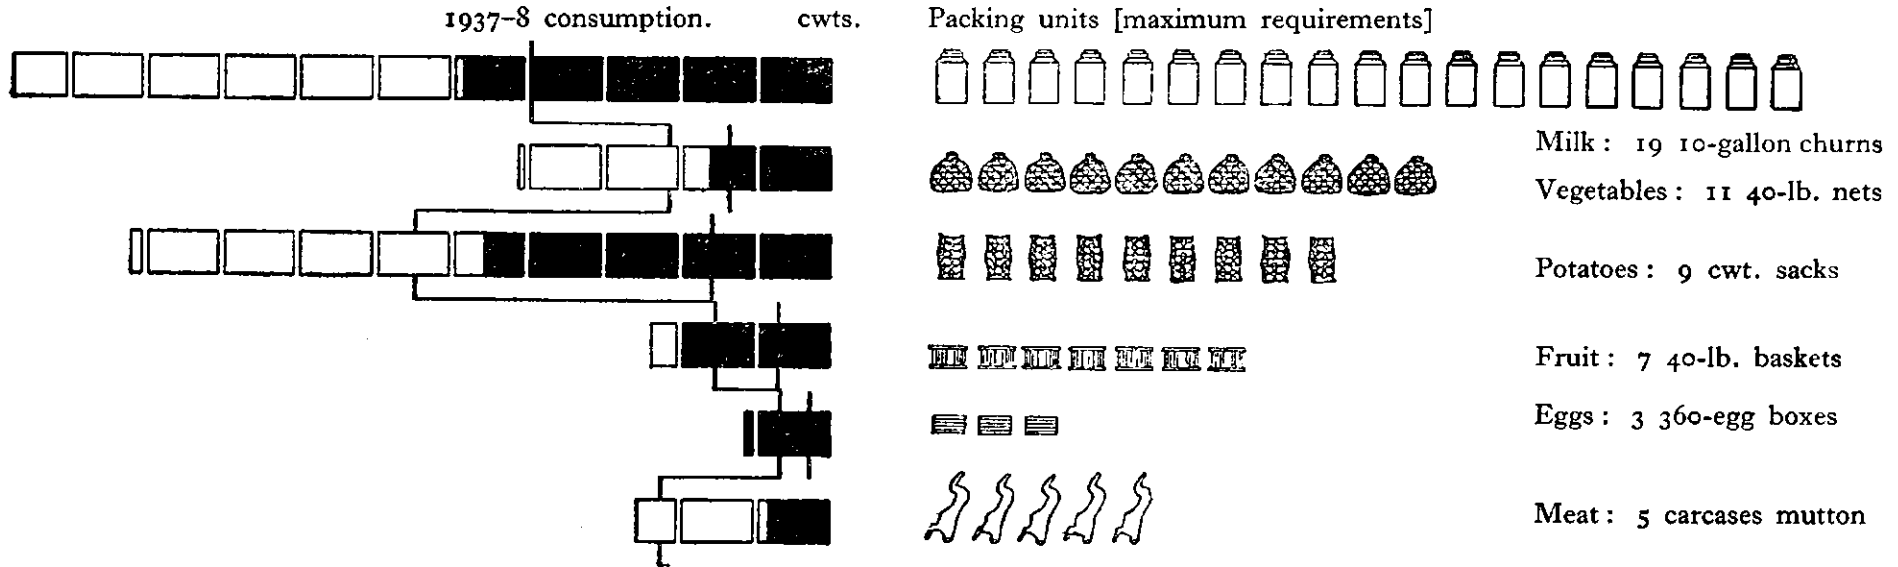 1937-8 consumption. cwts. Packing units [maximum requirements]
Milk : 19 10-gallon churns
Vegetables : 11 40-lb. nets
Potatoes : 9 cwt. sacks
Fruit : 7 40-lb. baskets
Eggs : 3 360-egg boxes
Meat : 5 carcases mutton